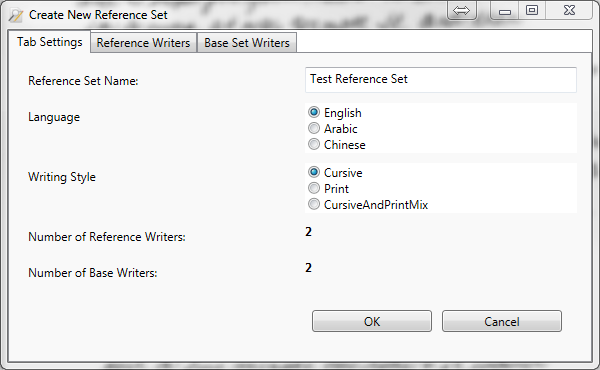 Create New Reference Set
Tab Settings Reference Writers Base Set Writers
Reference Set Name: Test Reference Set
Language
English
Arabic
Chinese
Writing Style
Cursive
Print
CursiveAndPrintMix
Number of Reference Writers: 2
Number of Base Writers: 2
OK Cancel